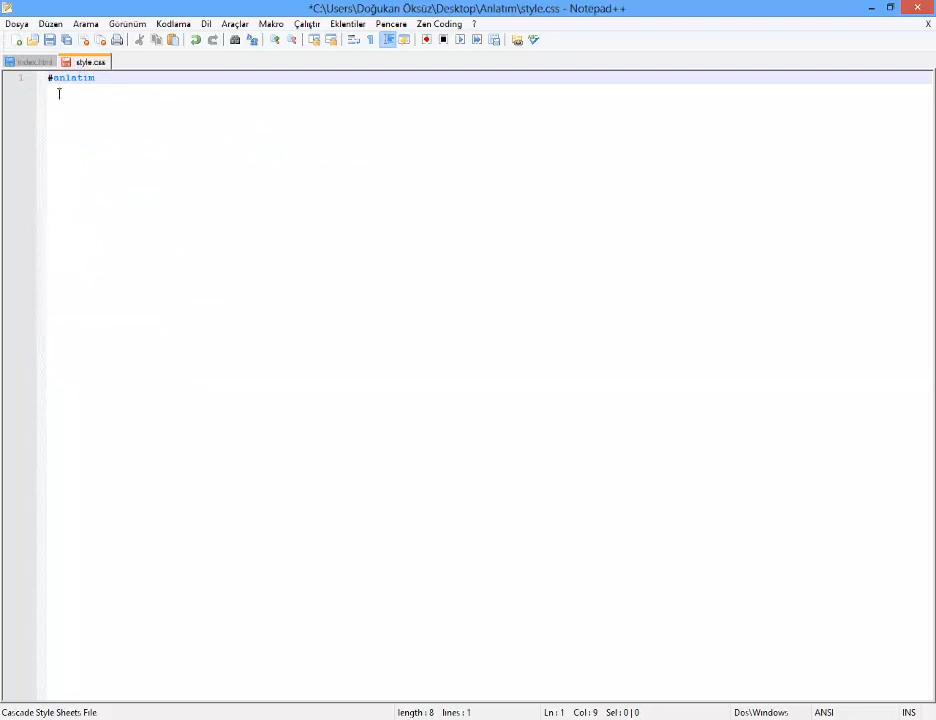 *C:\Users\Doğukan Öksüz\Desktop\Anlatım\style.css - Notepad++
Dosya Düzen Arama Görünüm Kodlama Dil Araçlar Makro Çalıştır Eklentiler Pencere Zen Coding ? X
index.html style.css
1 #anlatim
Cascade Style Sheets File length : 8 lines : 1 Ln : 1 Col : 9 Sel : 0 | 0 Dos\Windows ANSI INS